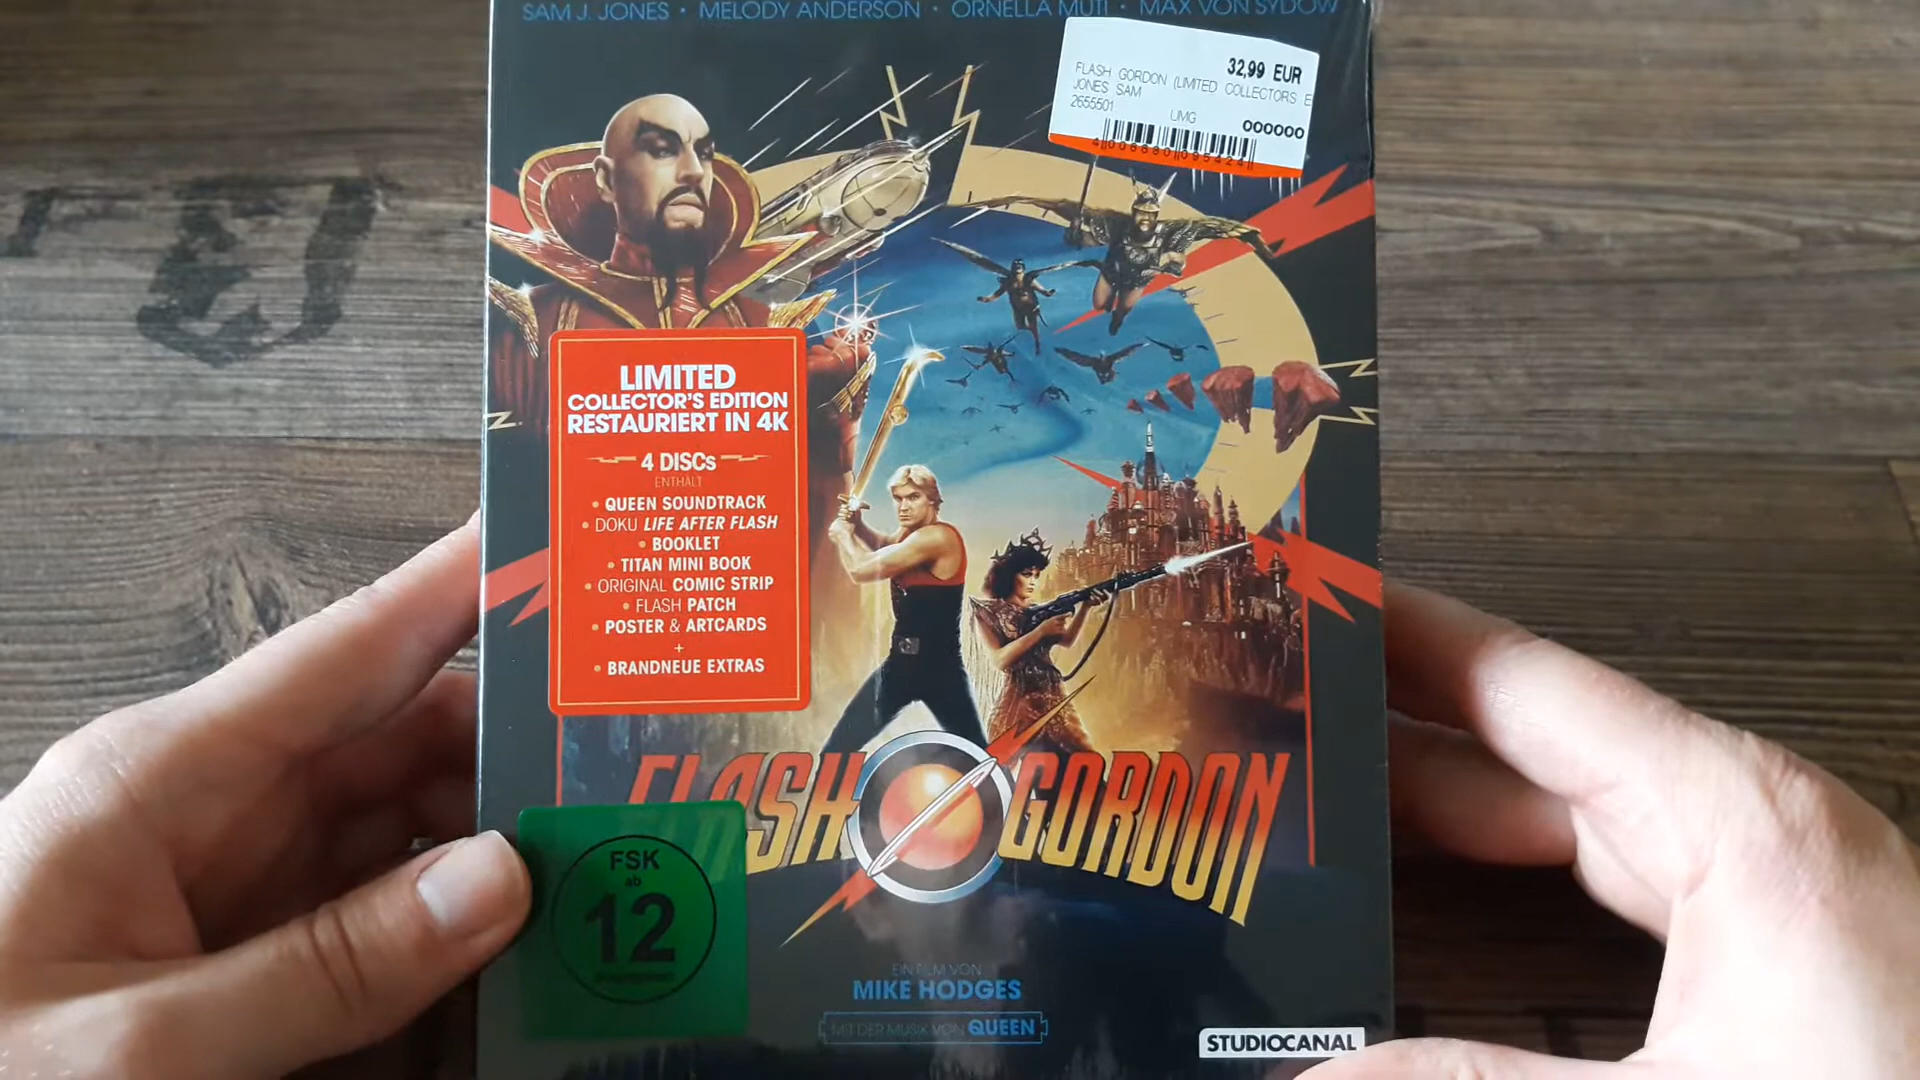 SAM J. JONES · MELODY ANDERSON · ORNELLA MUTI · MAX VON SYDOW
32,99 EUR
FLASH GORDON (LIMITED COLLECTORS E
JONES SAM
2655501
UMG
000000
LIMITED
COLLECTOR'S EDITION
RESTAURIERT IN 4K
4 DISCs
ENTHÄLT
• QUEEN SOUNDTRACK
• DOKU LIFE AFTER FLASH
• BOOKLET
• TITAN MINI BOOK
• ORIGINAL COMIC STRIP
• FLASH PATCH
• POSTER & ARTCARDS
+
• BRANDNEUE EXTRAS
FLASH GORDON
FSK
ab
12
EIN FILM VON
MIKE HODGES
MIT DER MUSIK VON QUEEN
STUDIOCANAL